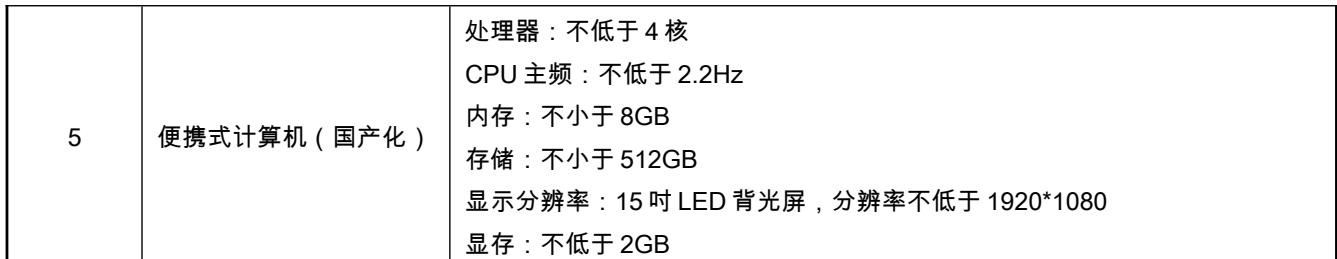 5
便携式计算机（国产化）
处理器：不低于 4 核
CPU 主频：不低于 2.2Hz
内存：不小于 8GB
存储：不小于 512GB
显示分辨率：15 吋 LED 背光屏，分辨率不低于 1920*1080
显存：不低于 2GB